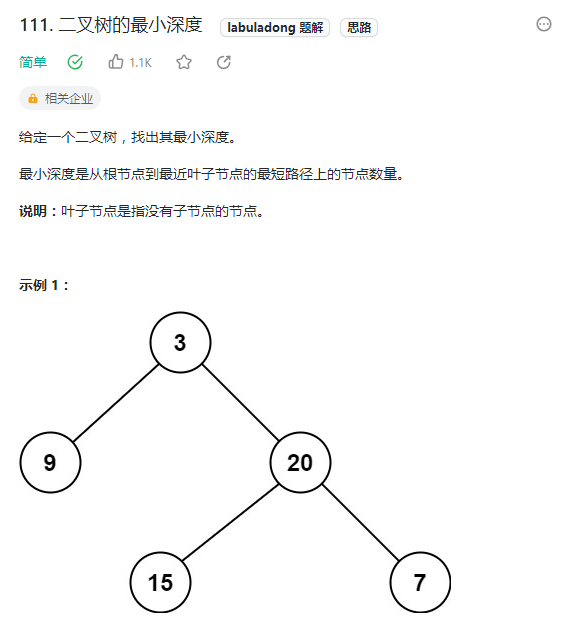 111. 二叉树的最小深度 labuladong 题解 思路
简单 1.1K
相关企业
给定一个二叉树，找出其最小深度。
最小深度是从根节点到最近叶子节点的最短路径上的节点数量。
说明：叶子节点是指没有子节点的节点。
示例 1：
3
9 20
15 7